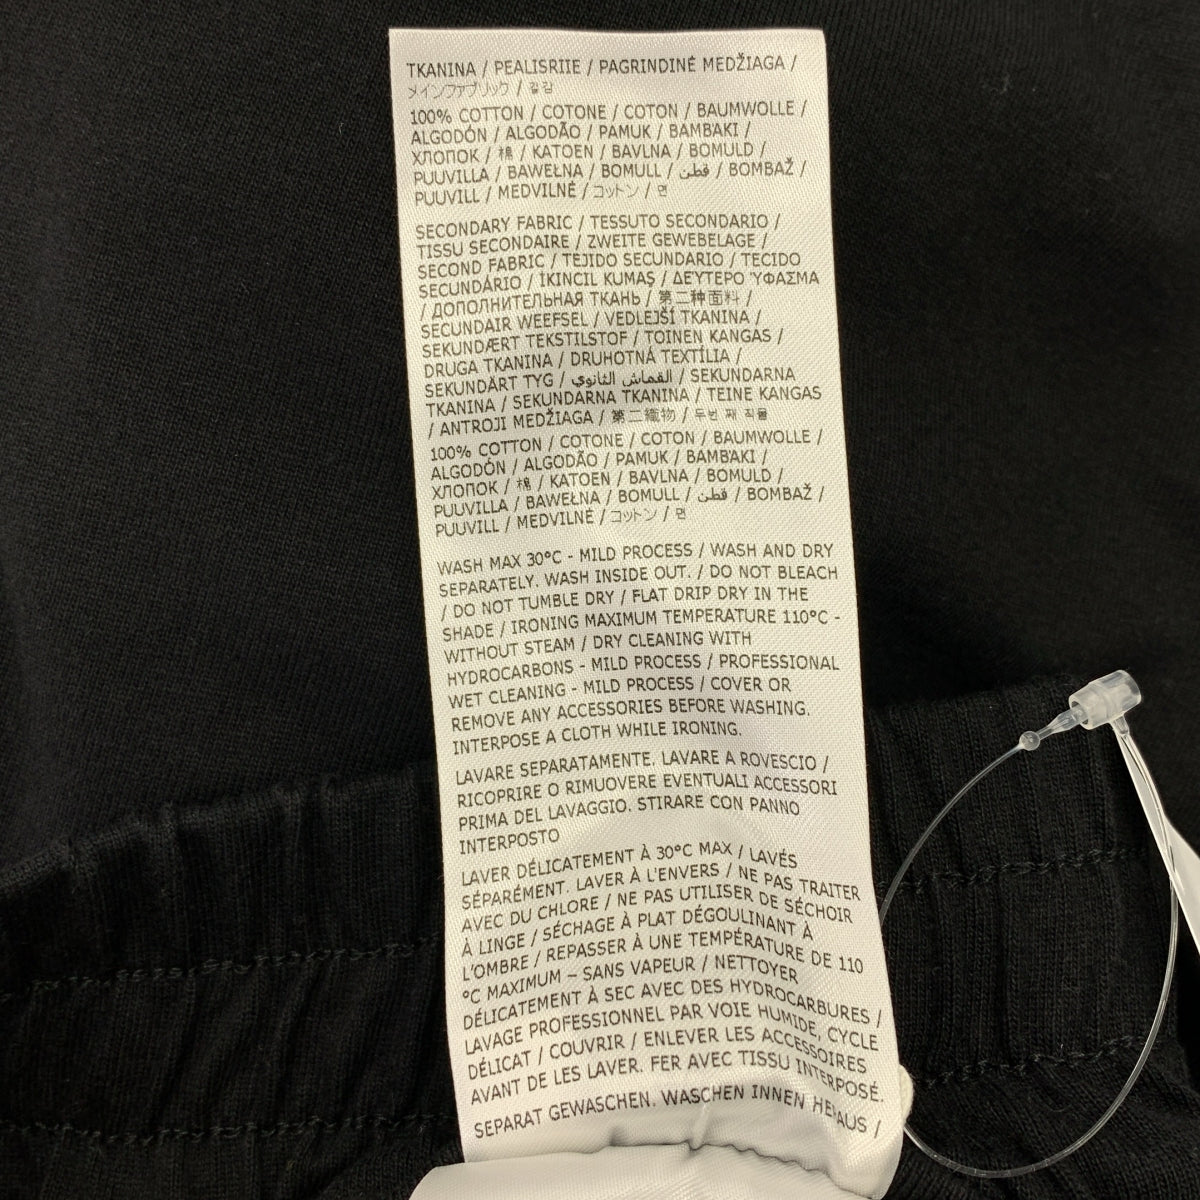 TKANINA / PEALISRIIE / PAGRINDINĖ MEDŽIAGA /
メインファブリック / 겉감
100% COTTON / COTONE / COTON / BAUMWOLLE /
ALGODÓN / ALGODÃO / PAMUK / ΒΑΜΒΑΚΙ /
ХЛОПОК / 棉 / KATOEN / BAVLNA / BOMULD /
PUUVILLA / BAWEŁNA / BOMULL / قطن / BOMBAŽ /
PUUVILL / MEDVILNĖ / コットン / 면
SECONDARY FABRIC / TESSUTO SECONDARIO /
TISSU SECONDAIRE / ZWEITE GEWEBELAGE /
SECOND FABRIC / TEJIDO SECUNDARIO / TECIDO
SECUNDÁRIO / İKINCIL KUMAŞ / ΔΕΥΤΕΡΟ ΎΦΑΣΜΑ
/ ДОПОЛНИТЕЛЬНАЯ ТКАНЬ / 第二种面料 /
SECUNDAIR WEEFSEL / VEDLEJŠÍ TKANINA /
SEKUNDÆRT TEKSTILSTOF / TOINEN KANGAS /
DRUGA TKANINA / DRUHOTNÁ TEXTÍLIA /
SEKUNDÄRT TYG / القماش الثانوي / SEKUNDARNA
TKANINA / SEKUNDARNA TKANINA / TEINE KANGAS
/ ANTROJI MEDŽIAGA / 第二織物 / 두번 째 직물
100% COTTON / COTONE / COTON / BAUMWOLLE /
ALGODÓN / ALGODÃO / PAMUK / ΒΑΜΒΑΚΙ /
ХЛОПОК / 棉 / KATOEN / BAVLNA / BOMULD /
PUUVILLA / BAWEŁNA / BOMULL / قطن / BOMBAŽ /
PUUVILL / MEDVILNĖ / コットン / 면
WASH MAX 30°C - MILD PROCESS / WASH AND DRY
SEPARATELY. WASH INSIDE OUT. / DO NOT BLEACH
/ DO NOT TUMBLE DRY / FLAT DRIP DRY IN THE
SHADE / IRONING MAXIMUM TEMPERATURE 110°C -
WITHOUT STEAM / DRY CLEANING WITH
HYDROCARBONS - MILD PROCESS / PROFESSIONAL
WET CLEANING - MILD PROCESS / COVER OR
REMOVE ANY ACCESSORIES BEFORE WASHING.
INTERPOSE A CLOTH WHILE IRONING.
LAVARE SEPARATAMENTE. LAVARE A ROVESCIO /
RICOPRIRE O RIMUOVERE EVENTUALI ACCESSORI
PRIMA DEL LAVAGGIO. STIRARE CON PANNO
INTERPOSTO
LAVER DÉLICATEMENT À 30°C MAX / LAVÉS
SÉPARÉMENT. LAVER À L'ENVERS / NE PAS TRAITER
AVEC DU CHLORE / NE PAS UTILISER DE SÉCHOIR
À LINGE / SÉCHAGE À PLAT DÉGOULINANT À
L'OMBRE / REPASSER À UNE TEMPÉRATURE DE 110
°C MAXIMUM – SANS VAPEUR / NETTOYER
DÉLICATEMENT À SEC AVEC DES HYDROCARBURES /
LAVAGE PROFESSIONNEL PAR VOIE HUMIDE, CYCLE
DÉLICAT / COUVRIR / ENLEVER LES ACCESSOIRES
AVANT DE LES LAVER. FER AVEC TISSU INTERPOSÉ.
SEPARAT GEWASCHEN. WASCHEN INNEN HERAUS /